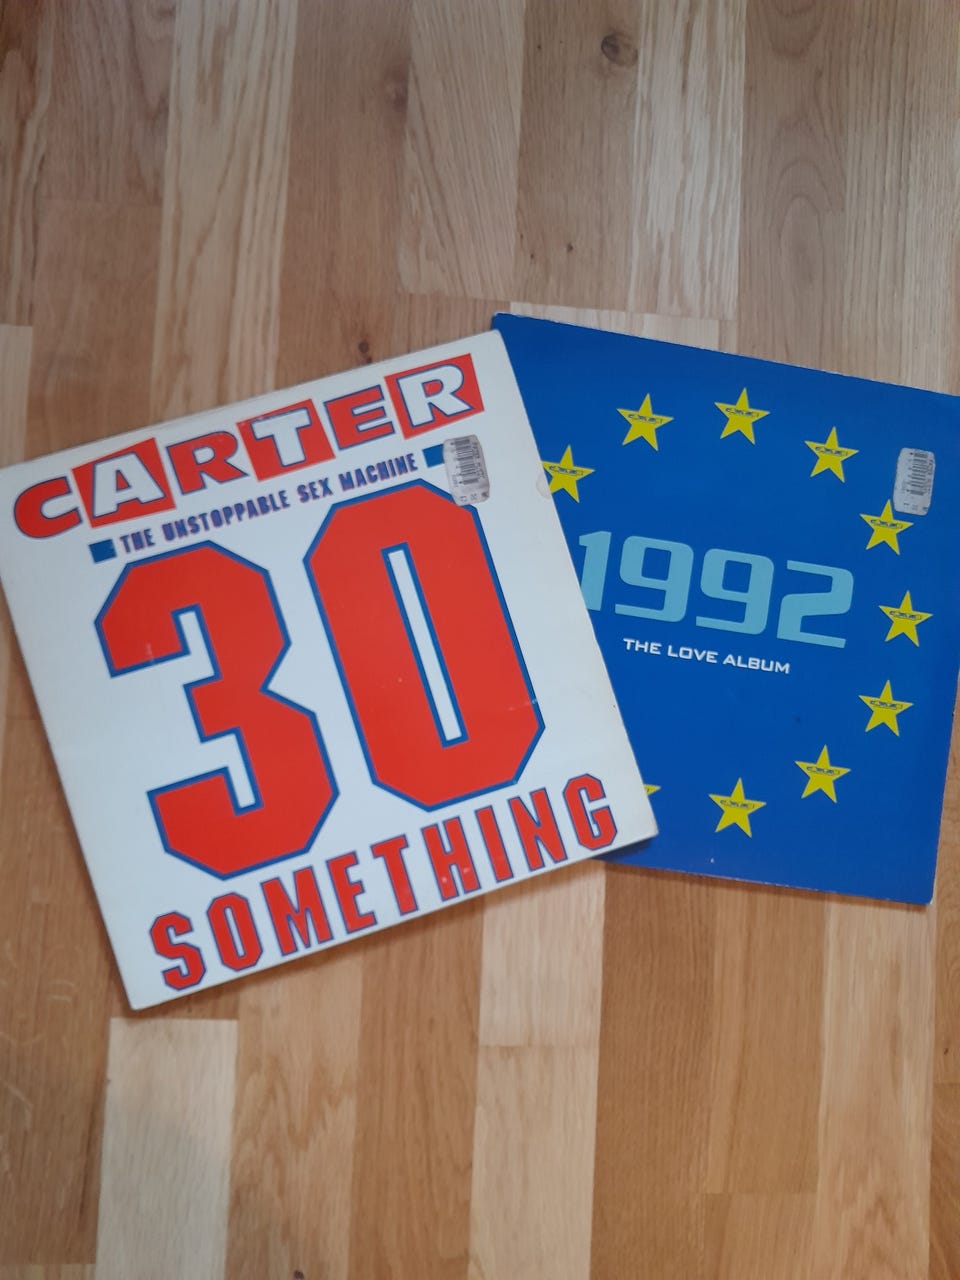 CARTER
THE UNSTOPPABLE SEX MACHINE
30
SOMETHING
1992
THE LOVE ALBUM